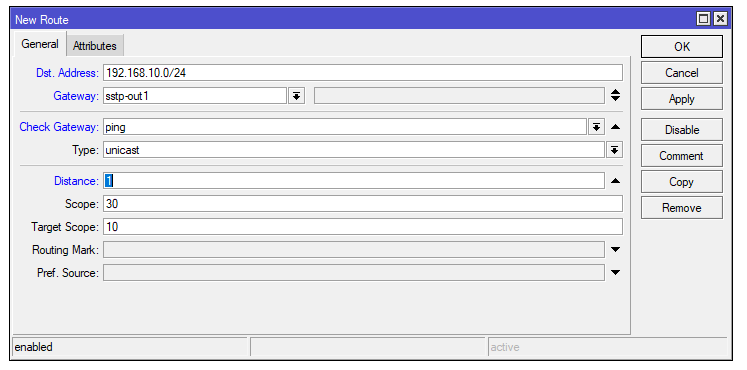 New Route
General Attributes
Dst. Address: 192.168.10.0/24
Gateway: sstp-out1
Check Gateway: ping
Type: unicast
Distance: 1
Scope: 30
Target Scope: 10
Routing Mark:
Pref. Source:
OK
Cancel
Apply
Disable
Comment
Copy
Remove
enabled
active